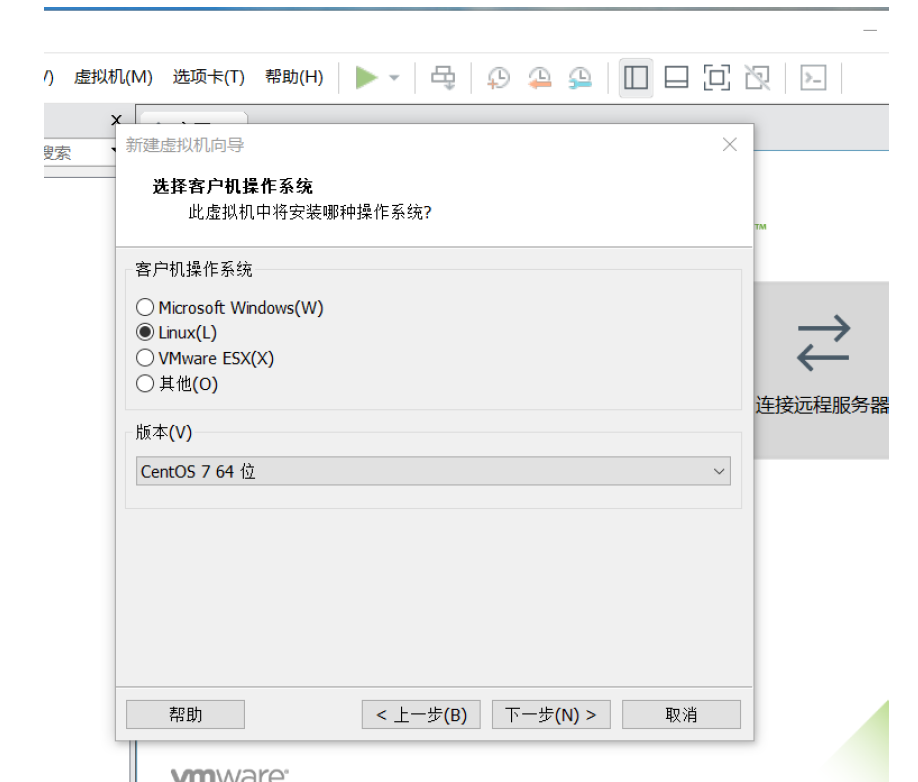 虚拟机(M) 选项卡(T) 帮助(H)
搜索
新建虚拟机向导
选择客户机操作系统
此虚拟机中将安装哪种操作系统?
TM
客户机操作系统
Microsoft Windows(W)
Linux(L)
VMware ESX(X)
其他(O)
连接远程服务器
版本(V)
CentOS 7 64 位
帮助
< 上一步(B)
下一步(N) >
取消
vmware